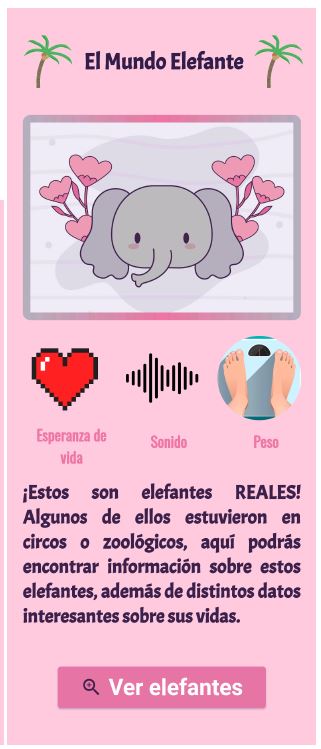 El Mundo Elefante
Esperanza de
vida
Sonido
Peso
¡Estos son elefantes REALES!
Algunos de ellos estuvieron en
circos o zoológicos, aquí podrás
encontrar información sobre estos
elefantes, además de distintos datos
interesantes sobre sus vidas.
Ver elefantes